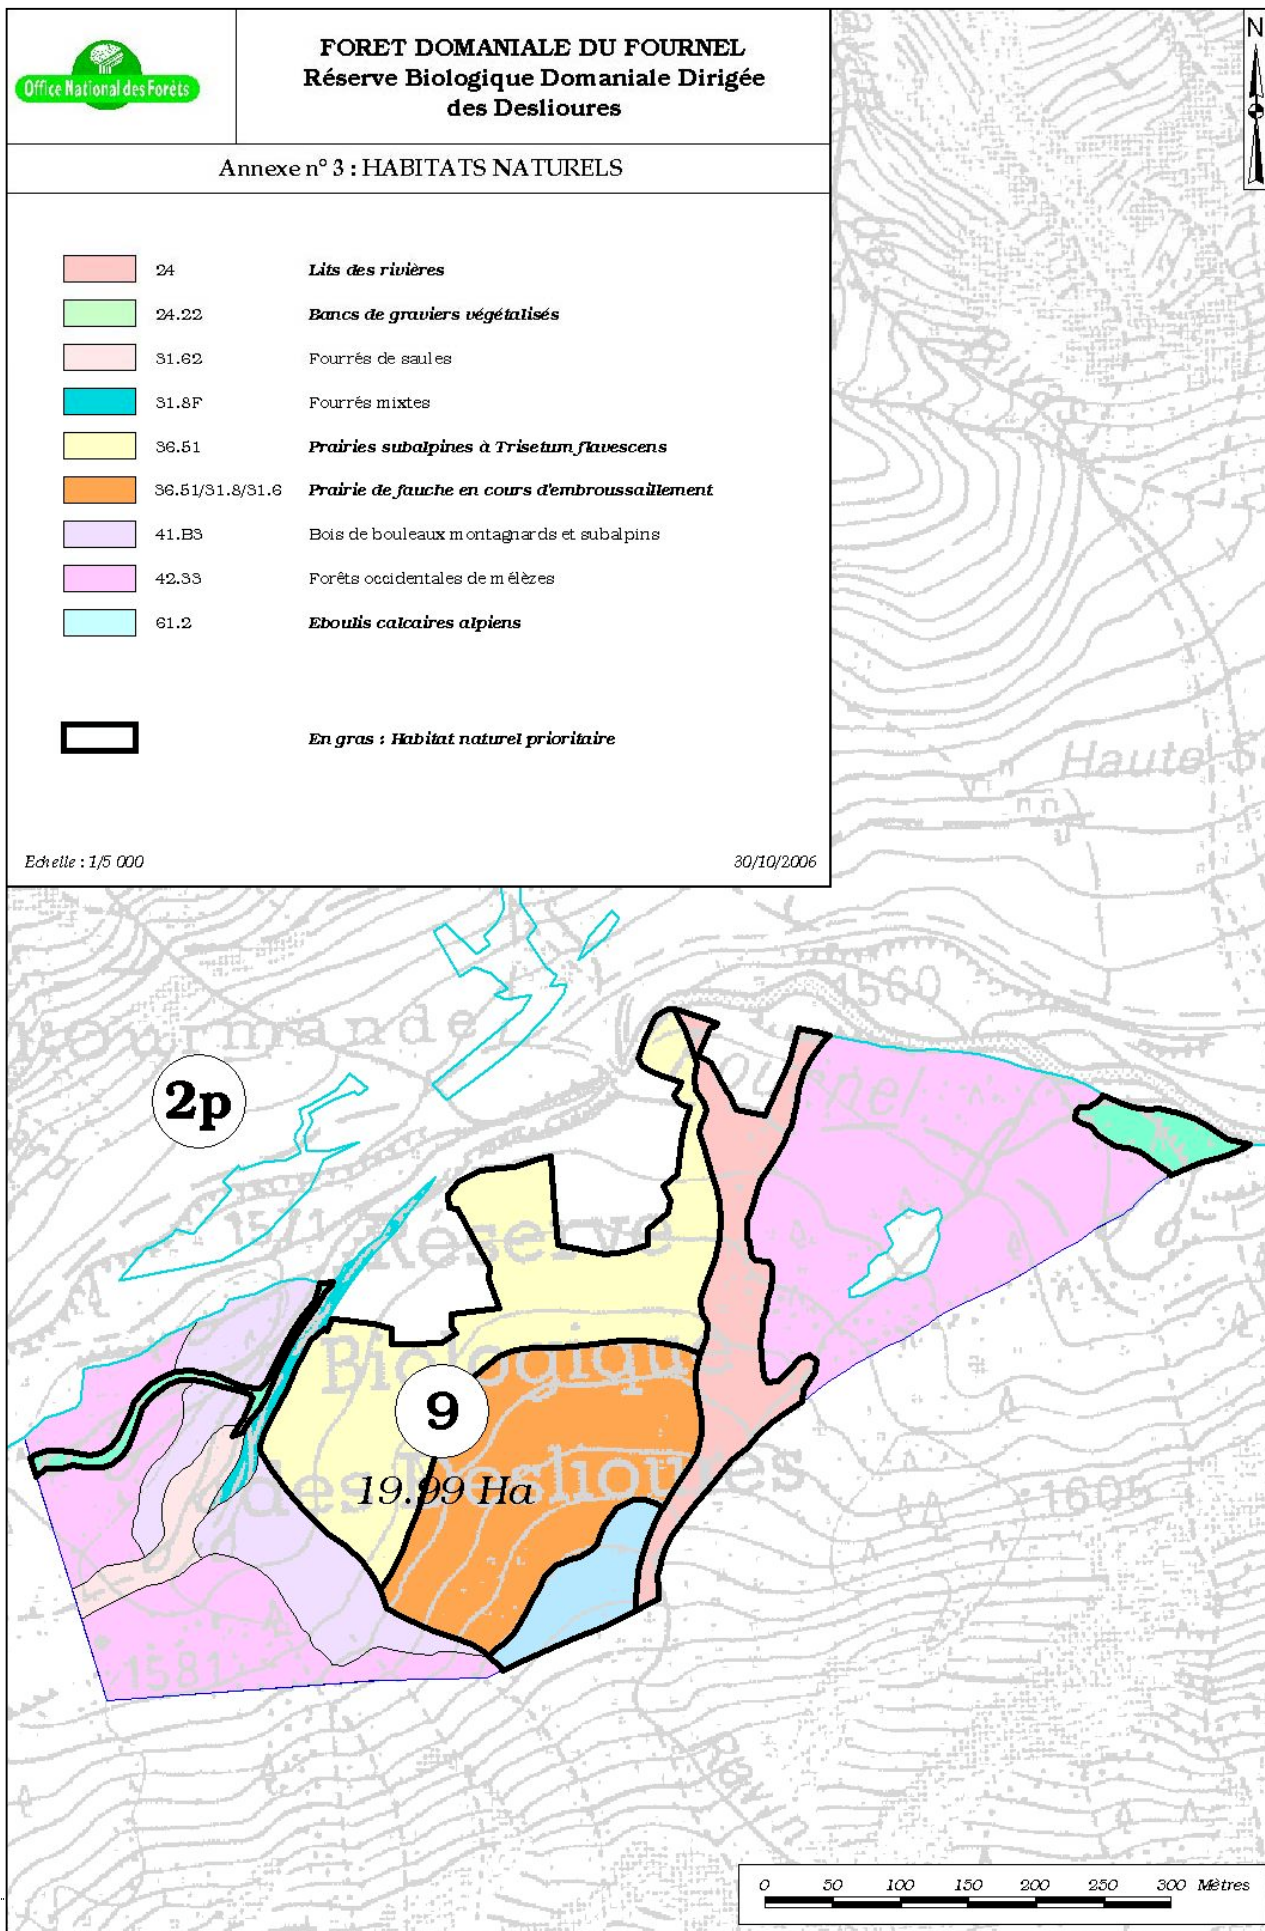 Office National des Forêts
FORET DOMANIALE DU FOURNEL
Réserve Biologique Domaniale Dirigée
des Deslioures
N
Annexe n° 3 : HABITATS NATURELS
24 Lits des rivières
24.22 Bancs de graviers végétalisés
31.62 Fourrés de saules
31.8F Fourrés mixtes
36.51 Prairies subalpines à Trisetum flavescens
36.51/31.8/31.6 Prairie de fauche en cours d'embroussaillement
41.B3 Bois de bouleaux montagnards et subalpins
42.33 Forêts occidentales de mélèzes
61.2 Eboulis calcaires alpiens
En gras : Habitat naturel prioritaire
Echelle : 1/5 000
30/10/2006
Haute
1560
Fournel
2p
1571
Réserve
Biologique
9
des Deslioures
19.99 Ha
1581
Ravin
0 50 100 150 200 250 300 Mètres